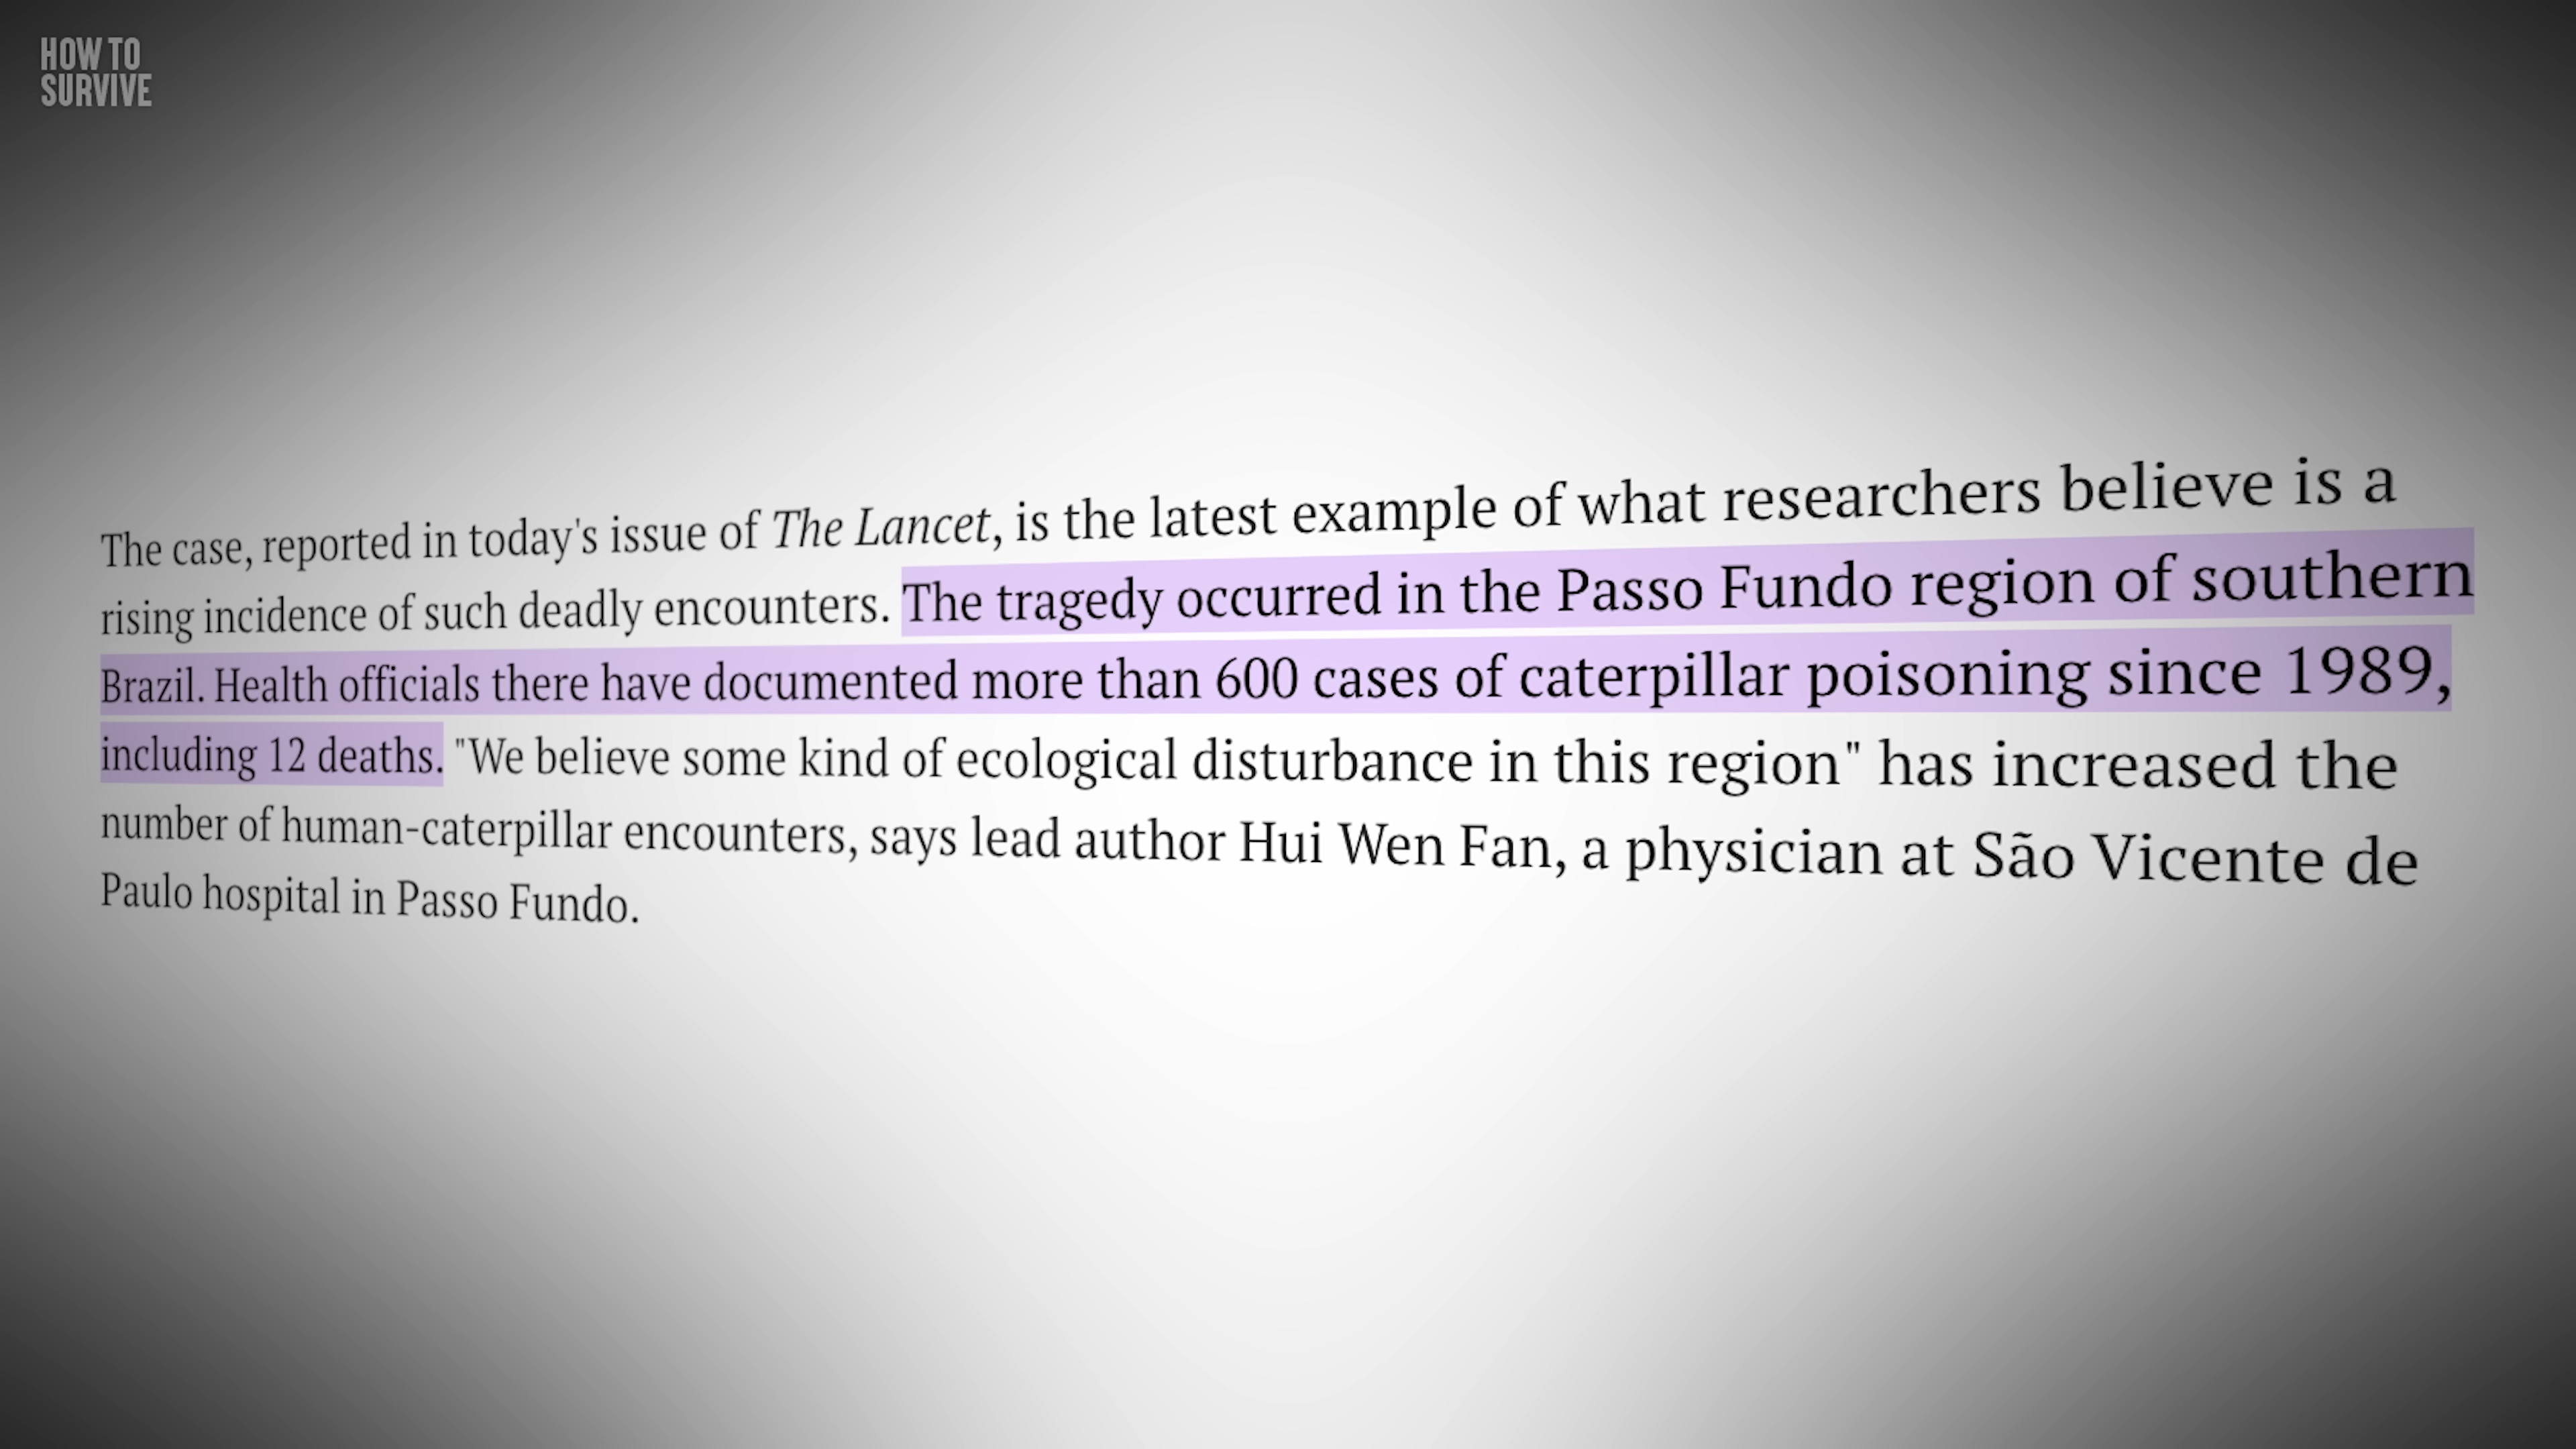 HOW TO
SURVIVE
The case, reported in today's issue of The Lancet, is the latest example of what researchers believe is a
rising incidence of such deadly encounters. The tragedy occurred in the Passo Fundo region of southern
Brazil. Health officials there have documented more than 600 cases of caterpillar poisoning since 1989,
including 12 deaths. "We believe some kind of ecological disturbance in this region" has increased the
number of human-caterpillar encounters, says lead author Hui Wen Fan, a physician at São Vicente de
Paulo hospital in Passo Fundo.